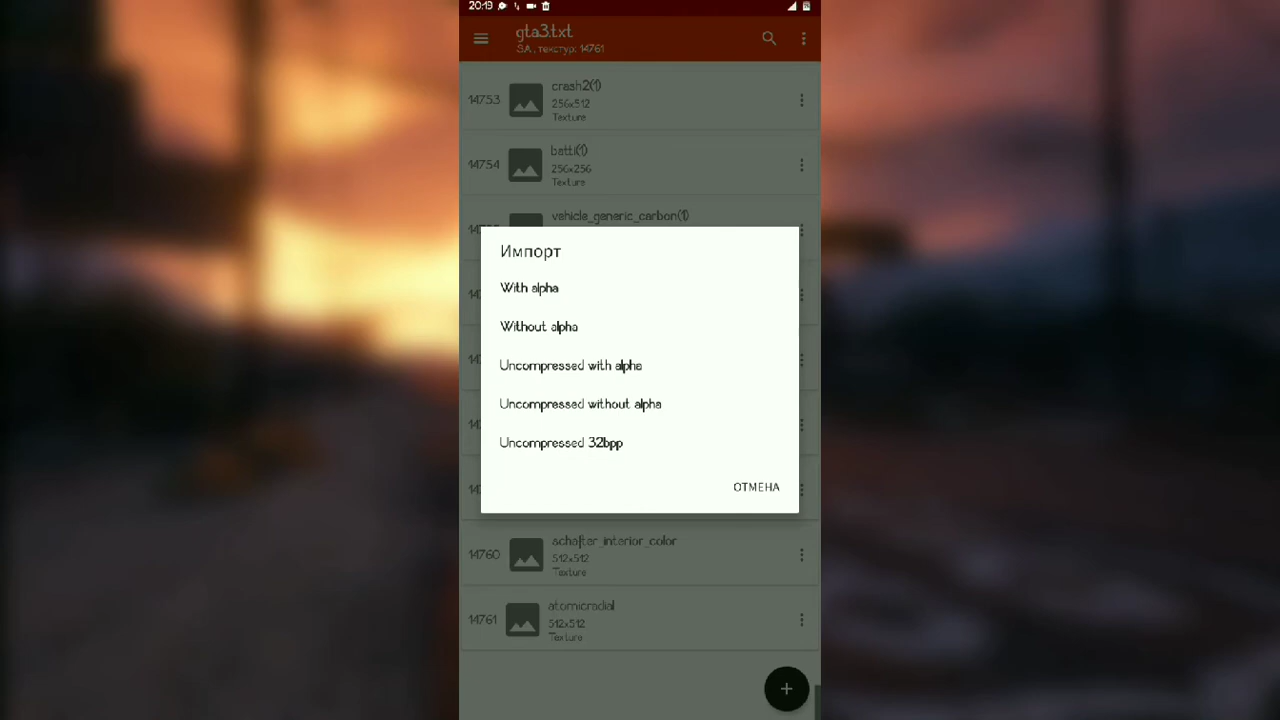 20:19
gta3.txt
SA , текстур: 14761
14753
crash2(1)
256x512
Texture
14754
batti(1)
256x256
Texture
vehicle_generic_carbon(1)
Импорт
With alpha
Without alpha
Uncompressed with alpha
Uncompressed without alpha
Uncompressed 32bpp
ОТМЕНА
14760
achafter_interior_color
512x512
Texture
14761
atomicradial
512x512
Texture